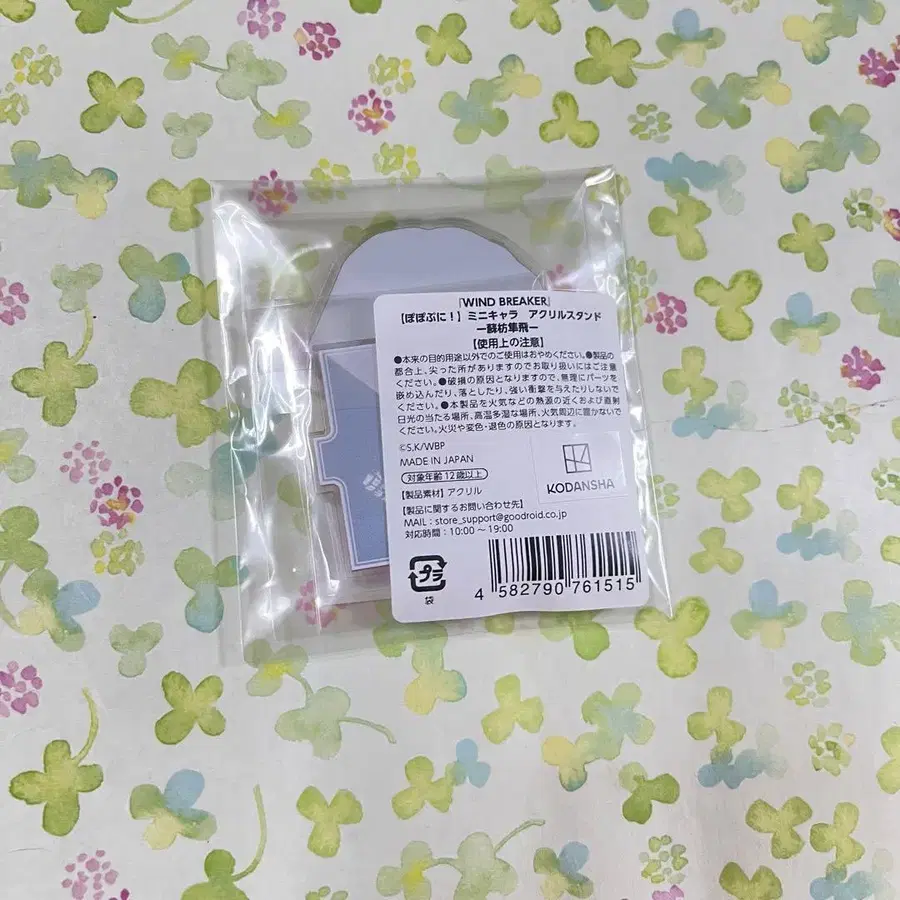 『WIND BREAKER』
【ぽぽぷに！】ミニキャラ　アクリルスタンド
ー蘇枋隼飛ー
【使用上の注意】
●本来の目的用途以外でのご使用はおやめください。●製品の
都合上、尖った所がありますのでお取り扱いにはご注意
ください。●破損の原因となりますので、無理にパーツを
嵌め込んだり、落としたり、強い衝撃を与えたりしないで
ください。●本製品を火気などの熱源の近くおよび直射
日光の当たる場所、高温多湿な場所、火気周辺に置かないで
ください。火災や変色・退色の原因となります。
©S.K/WBP
MADE IN JAPAN
対象年齢12歳以上
KODANSHA
【製品素材】アクリル
【製品に関するお問い合わせ先】
MAIL : store_support@goodroid.co.jp
対応時間：10:00～19:00
プラ
袋
4 582790 761515